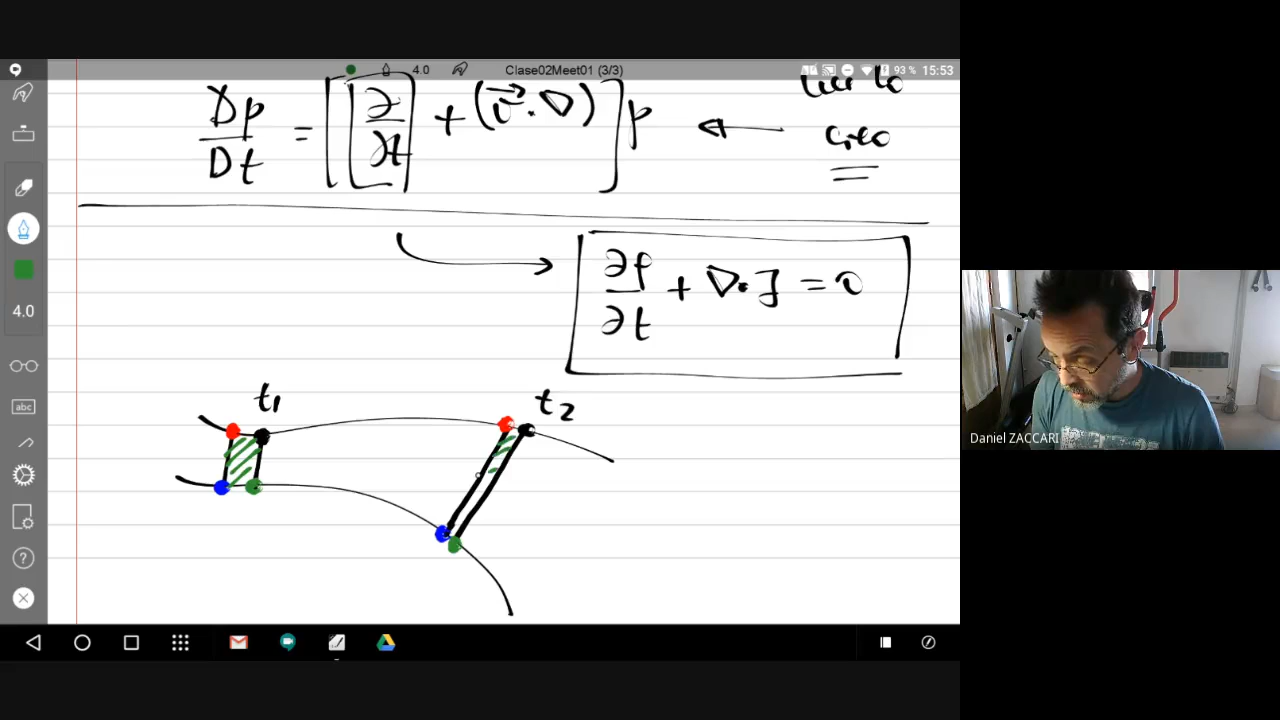 4.0 Clase02Meet01 (3/3) 93 % 15:53
Dρ/Dt = [[∂/∂t] + (v⃗·∇)]ρ ←
∂ρ/∂t + ∇·J = 0
4.0
abc
t1 t2
Daniel ZACCARI